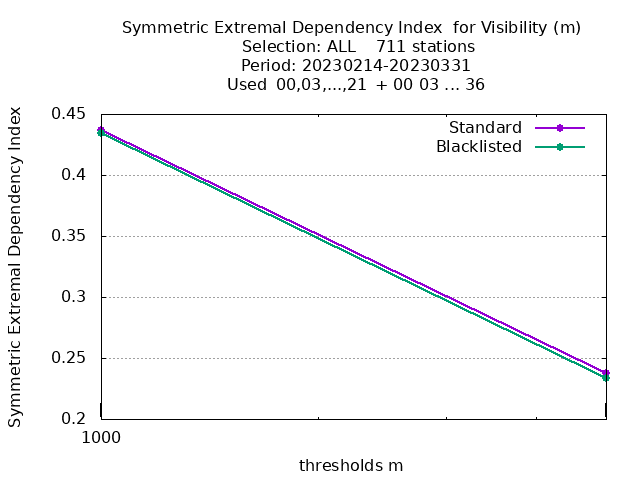 Symmetric Extremal Dependency Index for Visibility (m)
Selection: ALL 711 stations
Period: 20230214-20230331
Used 00,03,...,21 + 00 03 ... 36
Symmetric Extremal Dependency Index
0.45
0.4
0.35
0.3
0.25
0.2
Standard
Blacklisted
1000
thresholds m